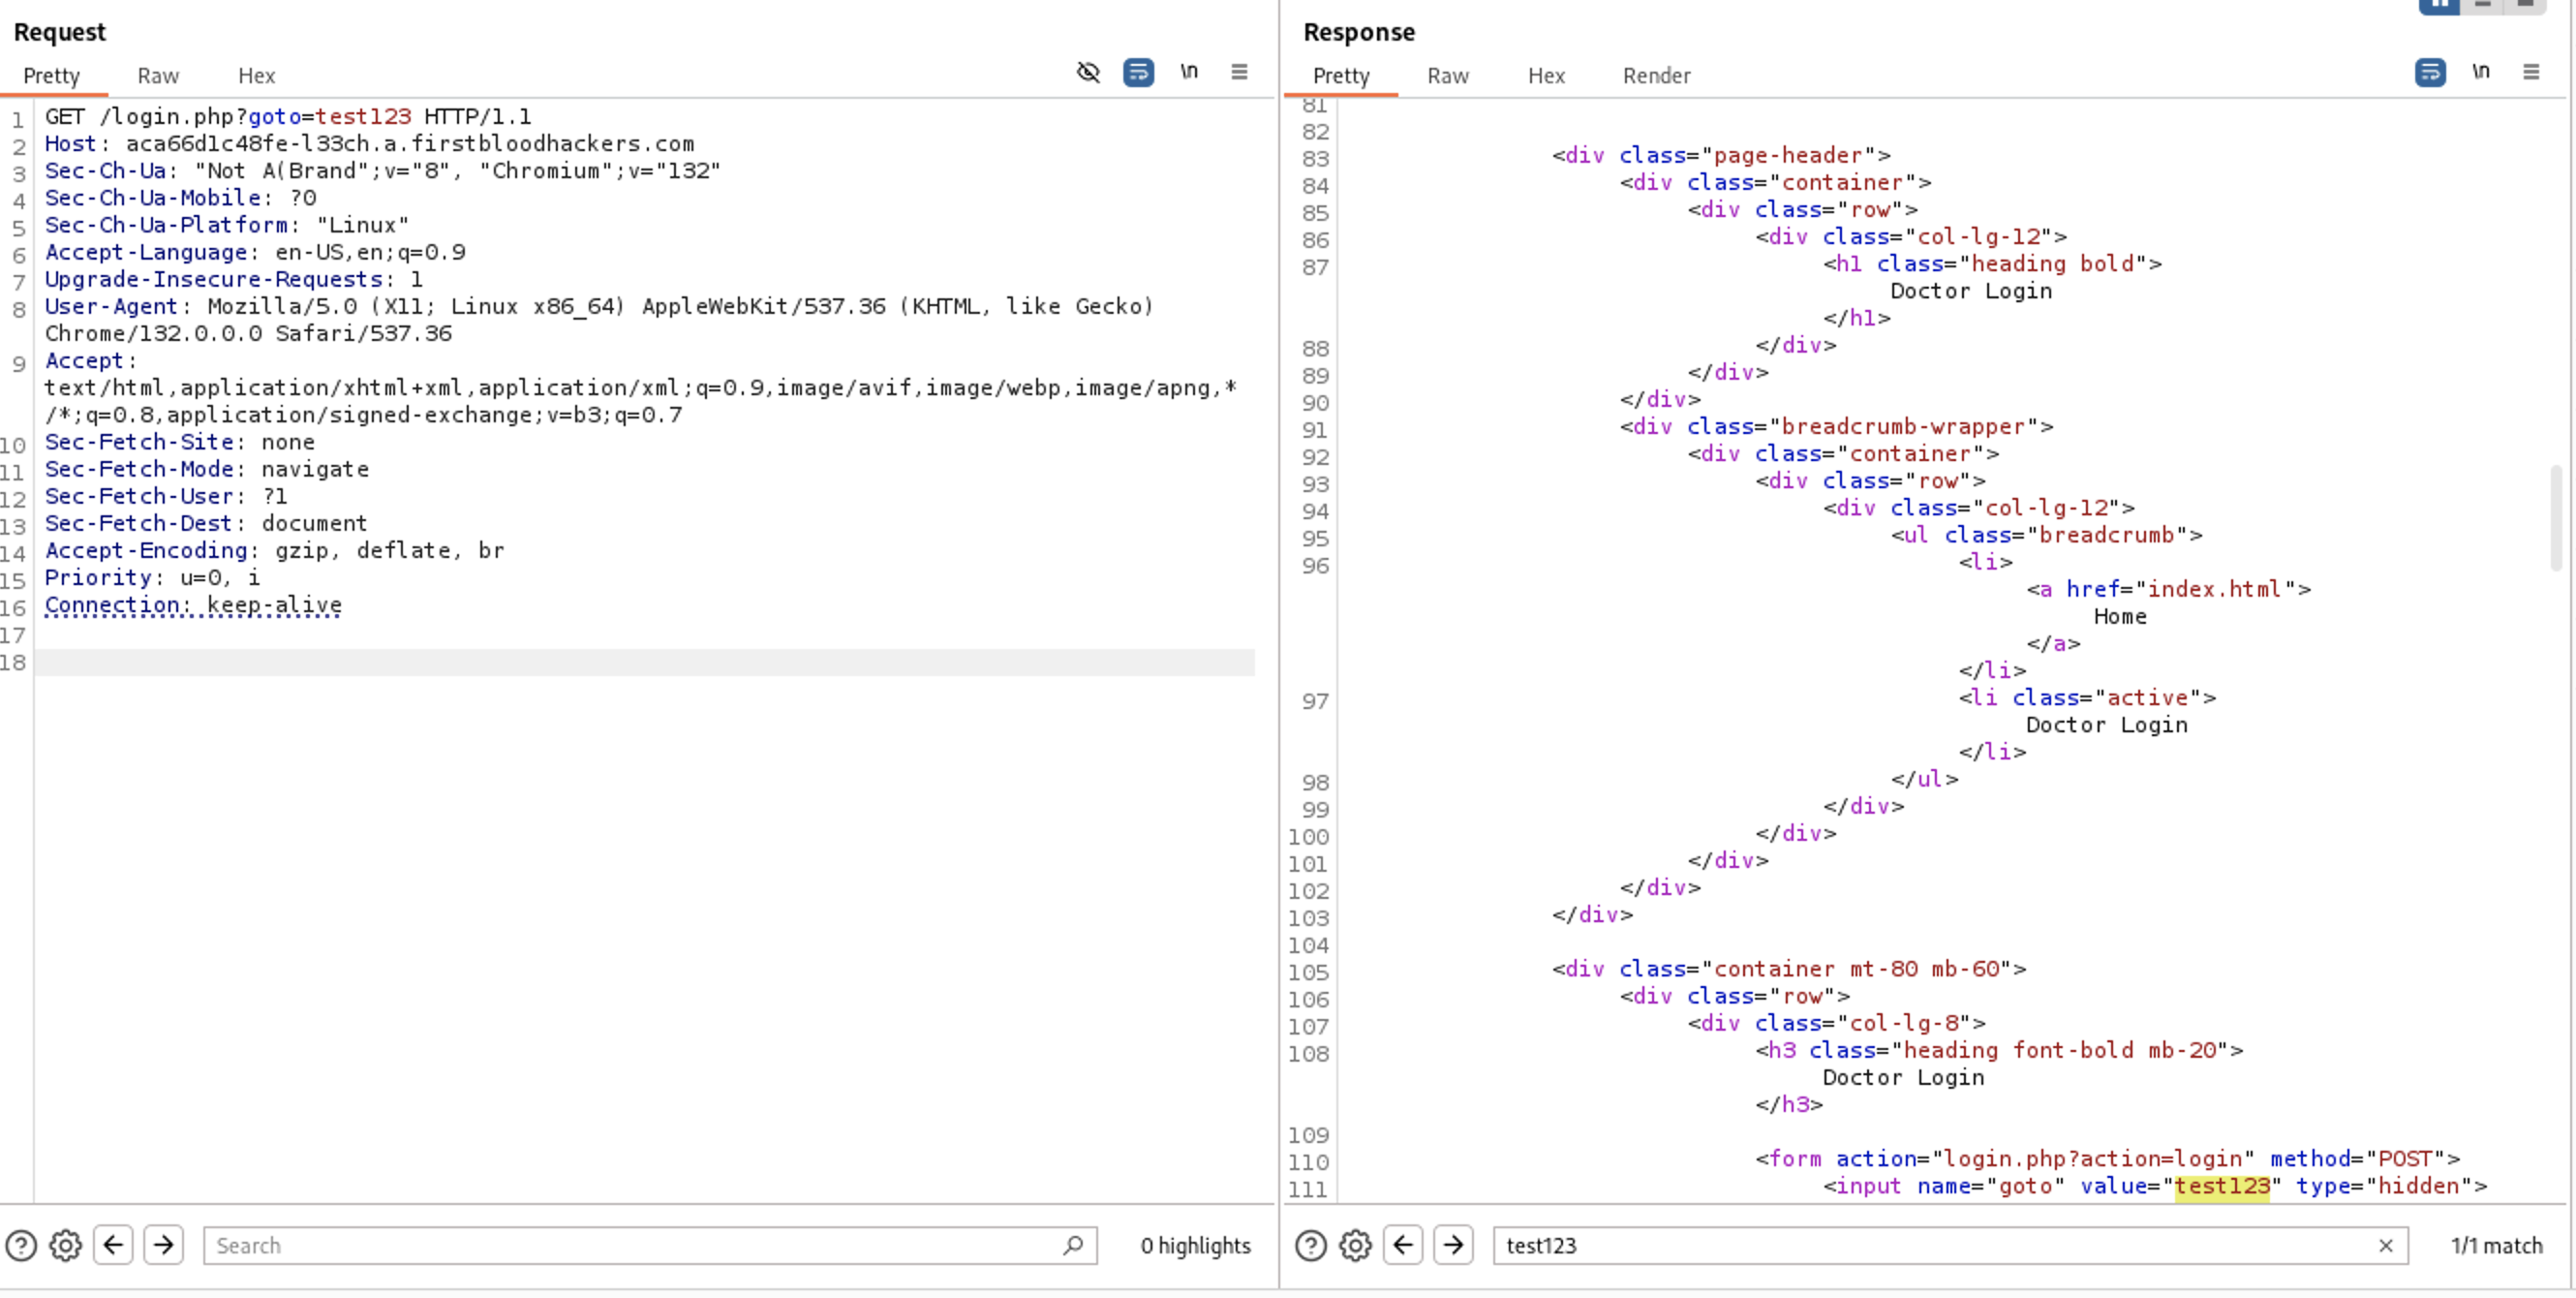 Request
Pretty Raw Hex \n
1 GET /login.php?goto=test123 HTTP/1.1
2 Host: aca66d1c48fe-l33ch.a.firstbloodhackers.com
3 Sec-Ch-Ua: "Not A(Brand";v="8", "Chromium";v="132"
4 Sec-Ch-Ua-Mobile: ?0
5 Sec-Ch-Ua-Platform: "Linux"
6 Accept-Language: en-US,en;q=0.9
7 Upgrade-Insecure-Requests: 1
8 User-Agent: Mozilla/5.0 (X11; Linux x86_64) AppleWebKit/537.36 (KHTML, like Gecko)
Chrome/132.0.0.0 Safari/537.36
9 Accept:
text/html,application/xhtml+xml,application/xml;q=0.9,image/avif,image/webp,image/apng,*
/*;q=0.8,application/signed-exchange;v=b3;q=0.7
10 Sec-Fetch-Site: none
11 Sec-Fetch-Mode: navigate
12 Sec-Fetch-User: ?1
13 Sec-Fetch-Dest: document
14 Accept-Encoding: gzip, deflate, br
15 Priority: u=0, i
16 Connection: keep-alive
17
18
Search
0 highlights
Response
Pretty Raw Hex Render \n
81
82
83 <div class="page-header">
84 <div class="container">
85 <div class="row">
86 <div class="col-lg-12">
87 <h1 class="heading bold">
Doctor Login
</h1>
88 </div>
89 </div>
90 </div>
91 <div class="breadcrumb-wrapper">
92 <div class="container">
93 <div class="row">
94 <div class="col-lg-12">
95 <ul class="breadcrumb">
96 <li>
<a href="index.html">
Home
</a>
</li>
97 <li class="active">
Doctor Login
</li>
98 </ul>
99 </div>
100 </div>
101 </div>
102 </div>
103 </div>
104
105 <div class="container mt-80 mb-60">
106 <div class="row">
107 <div class="col-lg-8">
108 <h3 class="heading font-bold mb-20">
Doctor Login
</h3>
109
110 <form action="login.php?action=login" method="POST">
111 <input name="goto" value="test123" type="hidden">
test123
1/1 match